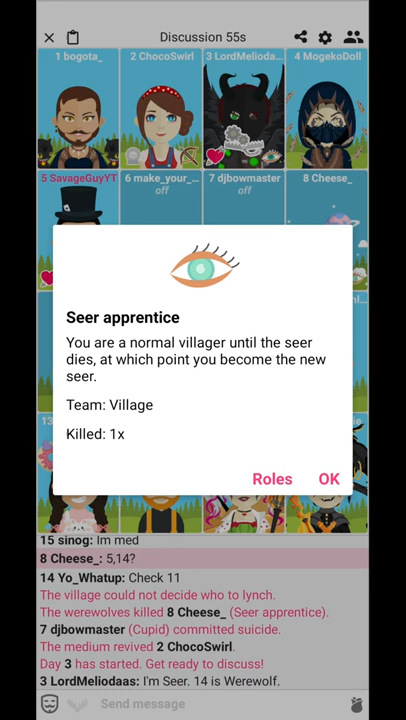 Discussion 55s
1 bogota_
2 ChocoSwirl
3 LordMelioda...
4 MogekoDoll
5 SavageGuyYT
6 make_your_...
off
7 djbowmaster
off
8 Cheese_
Seer apprentice
You are a normal villager until the seer
dies, at which point you become the new
seer.
Team: Village
Killed: 1x
Roles
OK
15 sinog: Im med
8 Cheese_: 5,14?
14 Yo_Whatup: Check 11
The village could not decide who to lynch.
The werewolves killed 8 Cheese_ (Seer apprentice).
7 djbowmaster (Cupid) committed suicide.
The medium revived 2 ChocoSwirl.
Day 3 has started. Get ready to discuss!
3 LordMeliodaas: I'm Seer. 14 is Werewolf.
Send message